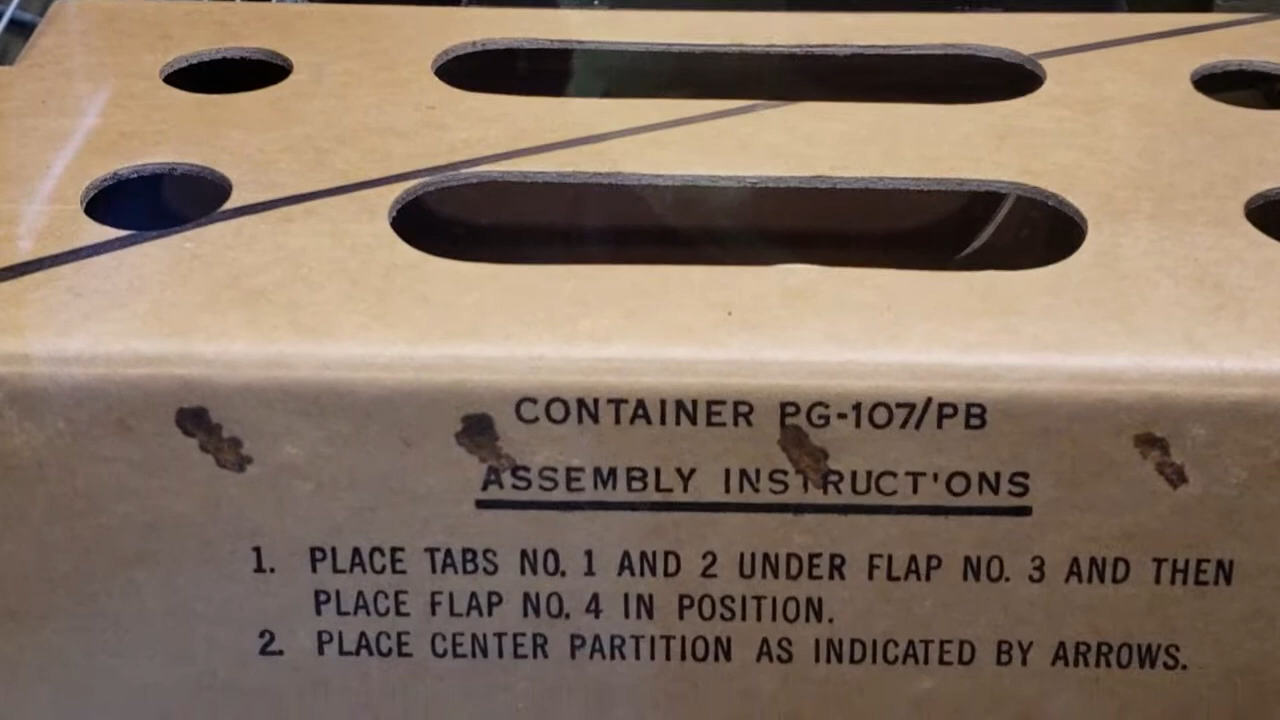 CONTAINER PG-107/PB
ASSEMBLY INSTRUCT'ONS
1. PLACE TABS NO. 1 AND 2 UNDER FLAP NO. 3 AND THEN
PLACE FLAP NO. 4 IN POSITION.
2. PLACE CENTER PARTITION AS INDICATED BY ARROWS.